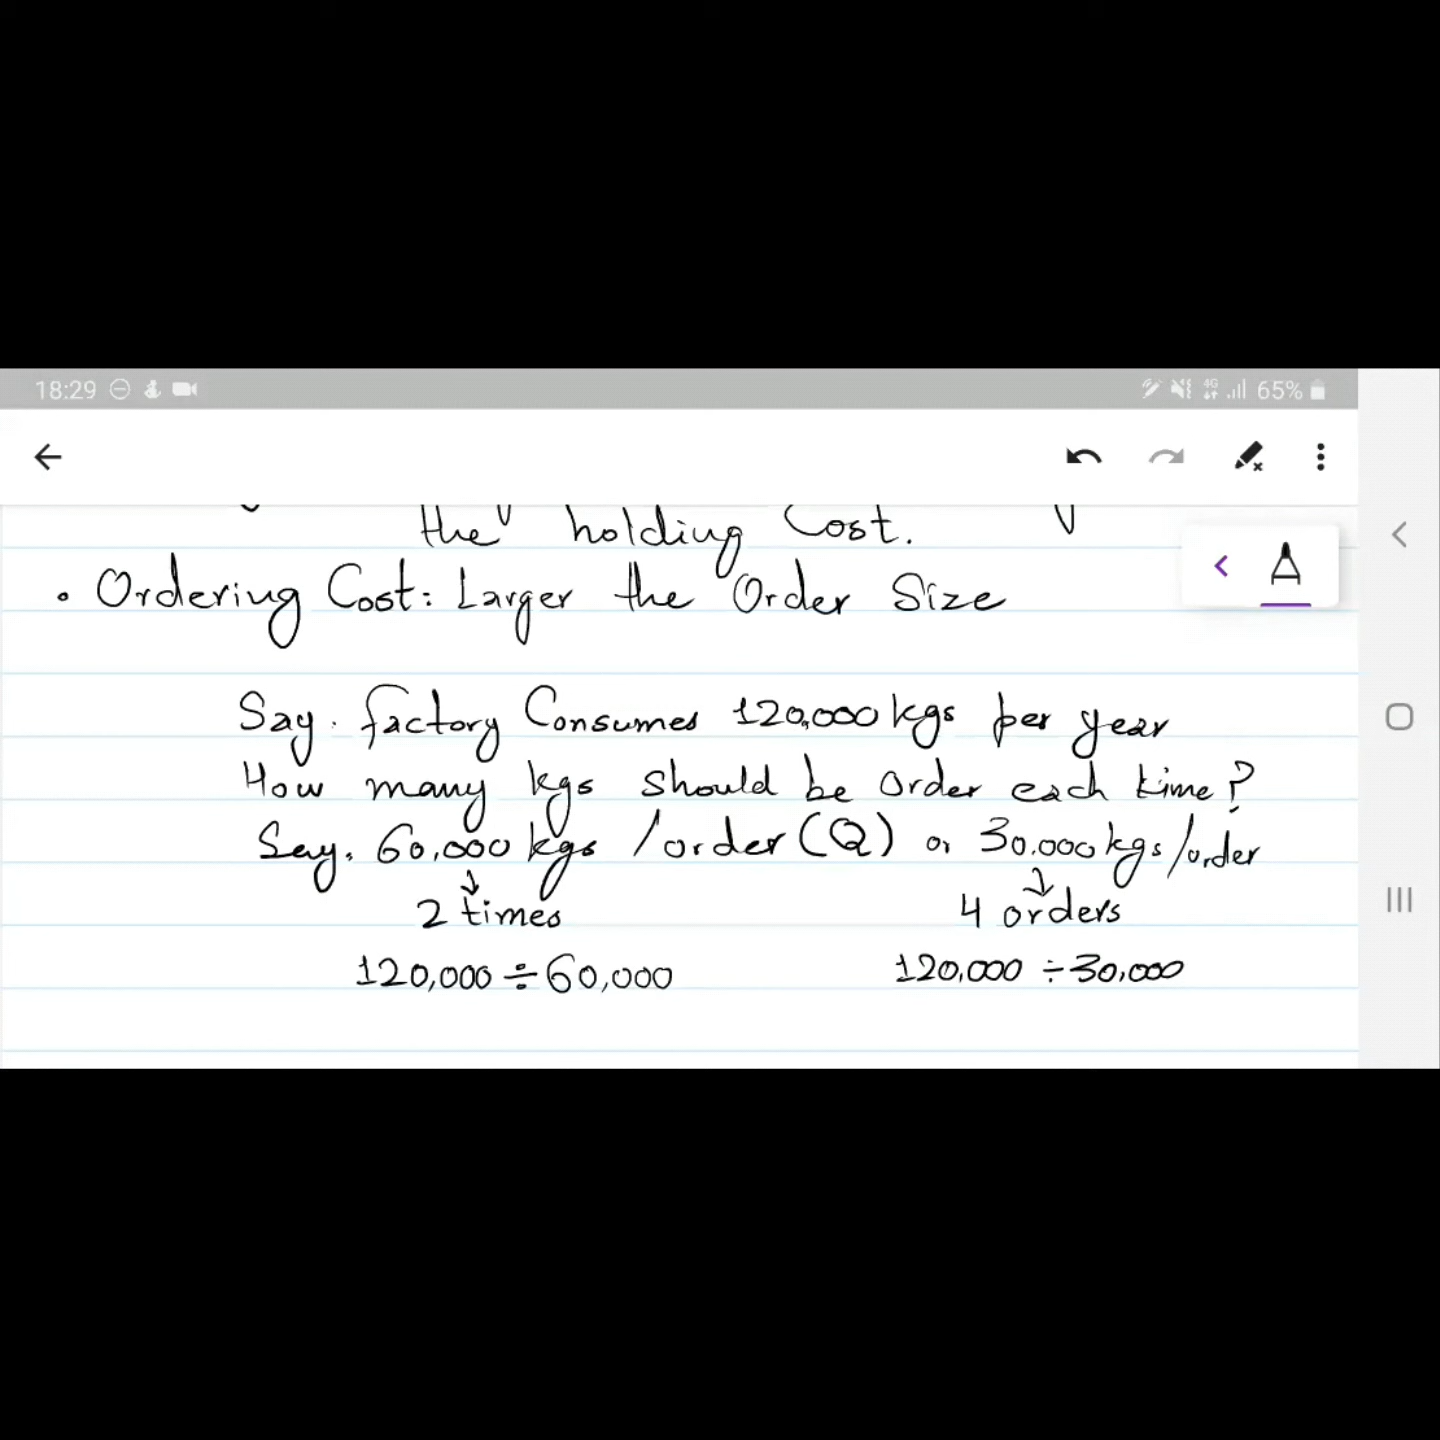 18:29 4G 65%
the holding Cost.
• Ordering Cost: Larger the Order Size
Say. factory Consumes 120,000 kgs per year
How many kgs should be order each time?
Say. 60,000 kgs /order (Q) or 30,000 kgs/order
2 times 4 orders
120,000 ÷ 60,000 120,000 ÷ 30,000